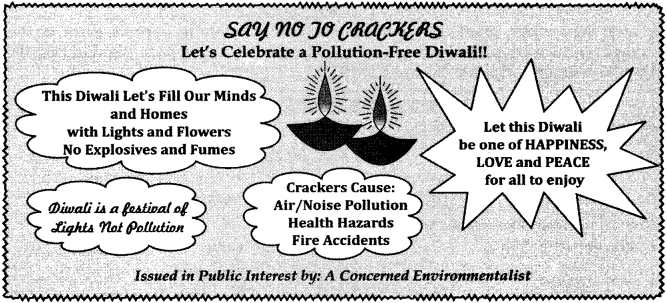 SAY NO TO CRACKERS
Let's Celebrate a Pollution-Free Diwali!!
This Diwali Let's Fill Our Minds
and Homes
with Lights and Flowers
No Explosives and Fumes
Let this Diwali
be one of HAPPINESS,
LOVE and PEACE
for all to enjoy
Diwali is a festival of
Lights Not Pollution
Crackers Cause:
Air/Noise Pollution
Health Hazards
Fire Accidents
Issued in Public Interest by: A Concerned Environmentalist